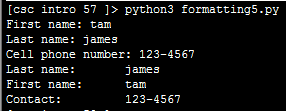 [csc intro 57 ]> python3 formatting5.py
First name: tam
Last name: james
Cell phone number: 123-4567
Last name:       james
First name:      tam
Contact:         123-4567